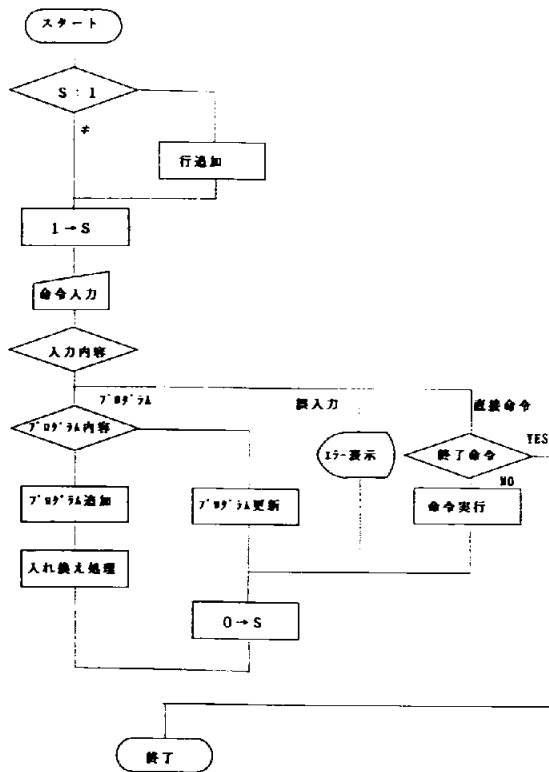 スタート
S : 1
≠
行追加
1→S
命令入力
入力内容
ﾌﾟﾛｸﾞﾗﾑ
誤入力
直接命令
ﾌﾟﾛｸﾞﾗﾑ内容
ｴﾗｰ表示
終了命令
YES
NO
ﾌﾟﾛｸﾞﾗﾑ追加
ﾌﾟﾛｸﾞﾗﾑ更新
命令実行
入れ換え処理
0→S
終了